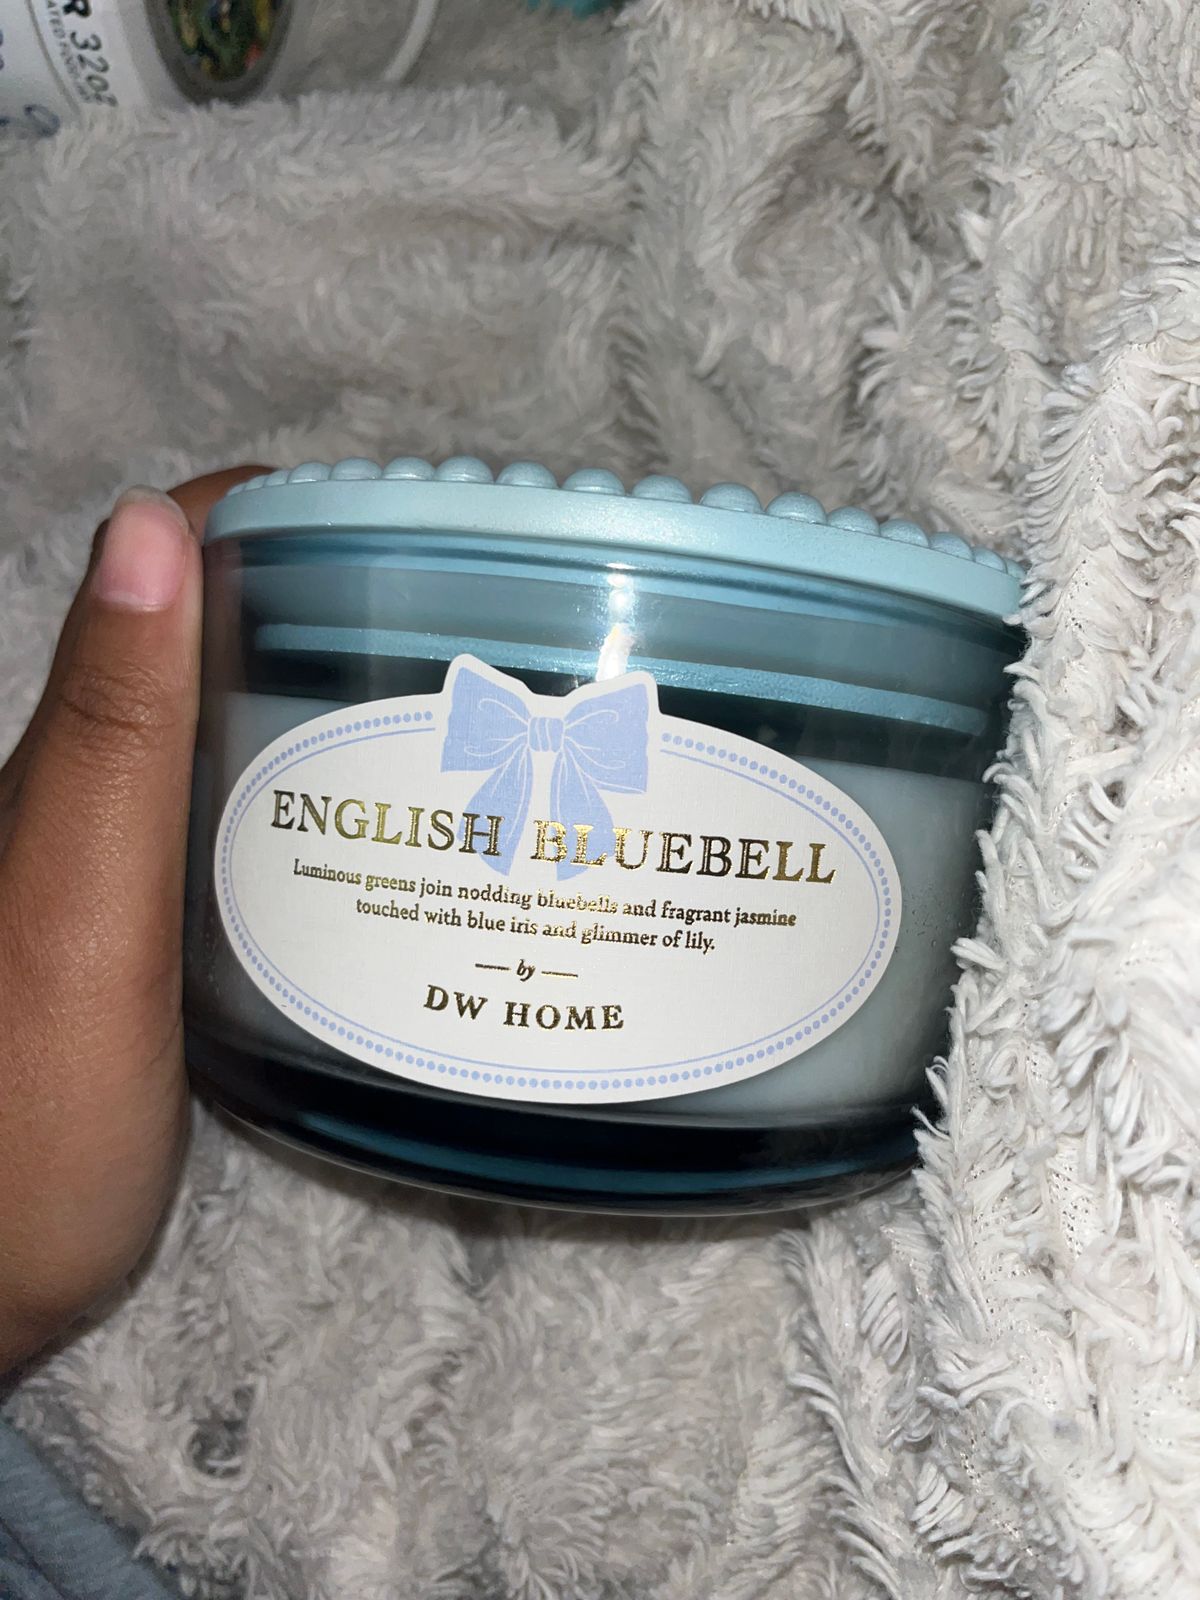 R 32oz
ENGLISH BLUEBELL
Luminous greens join nodding bluebells and fragrant jasmine
touched with blue iris and glimmer of lily.
— by —
DW HOME